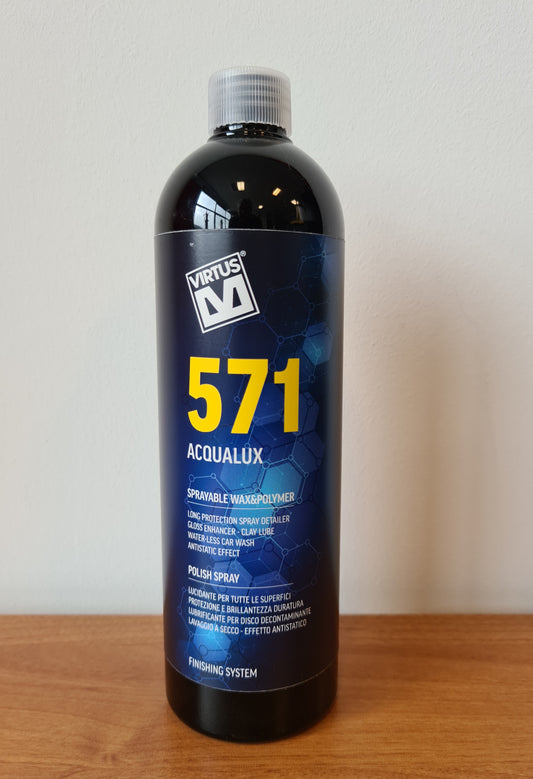 VIRTUS®
571
ACQUALUX
SPRAYABLE WAX&POLYMER
LONG PROTECTION SPRAY DETAILER
GLOSS ENHANCER - CLAY LUBE
WATER-LESS CAR WASH
ANTISTATIC EFFECT
POLISH SPRAY
LUCIDANTE PER TUTTE LE SUPERFICI
PROTEZIONE E BRILLANTEZZA DURATURA
LUBRIFICANTE PER DISCO DECONTAMINANTE
LAVAGGIO A SECCO - EFFETTO ANTISTATICO
FINISHING SYSTEM